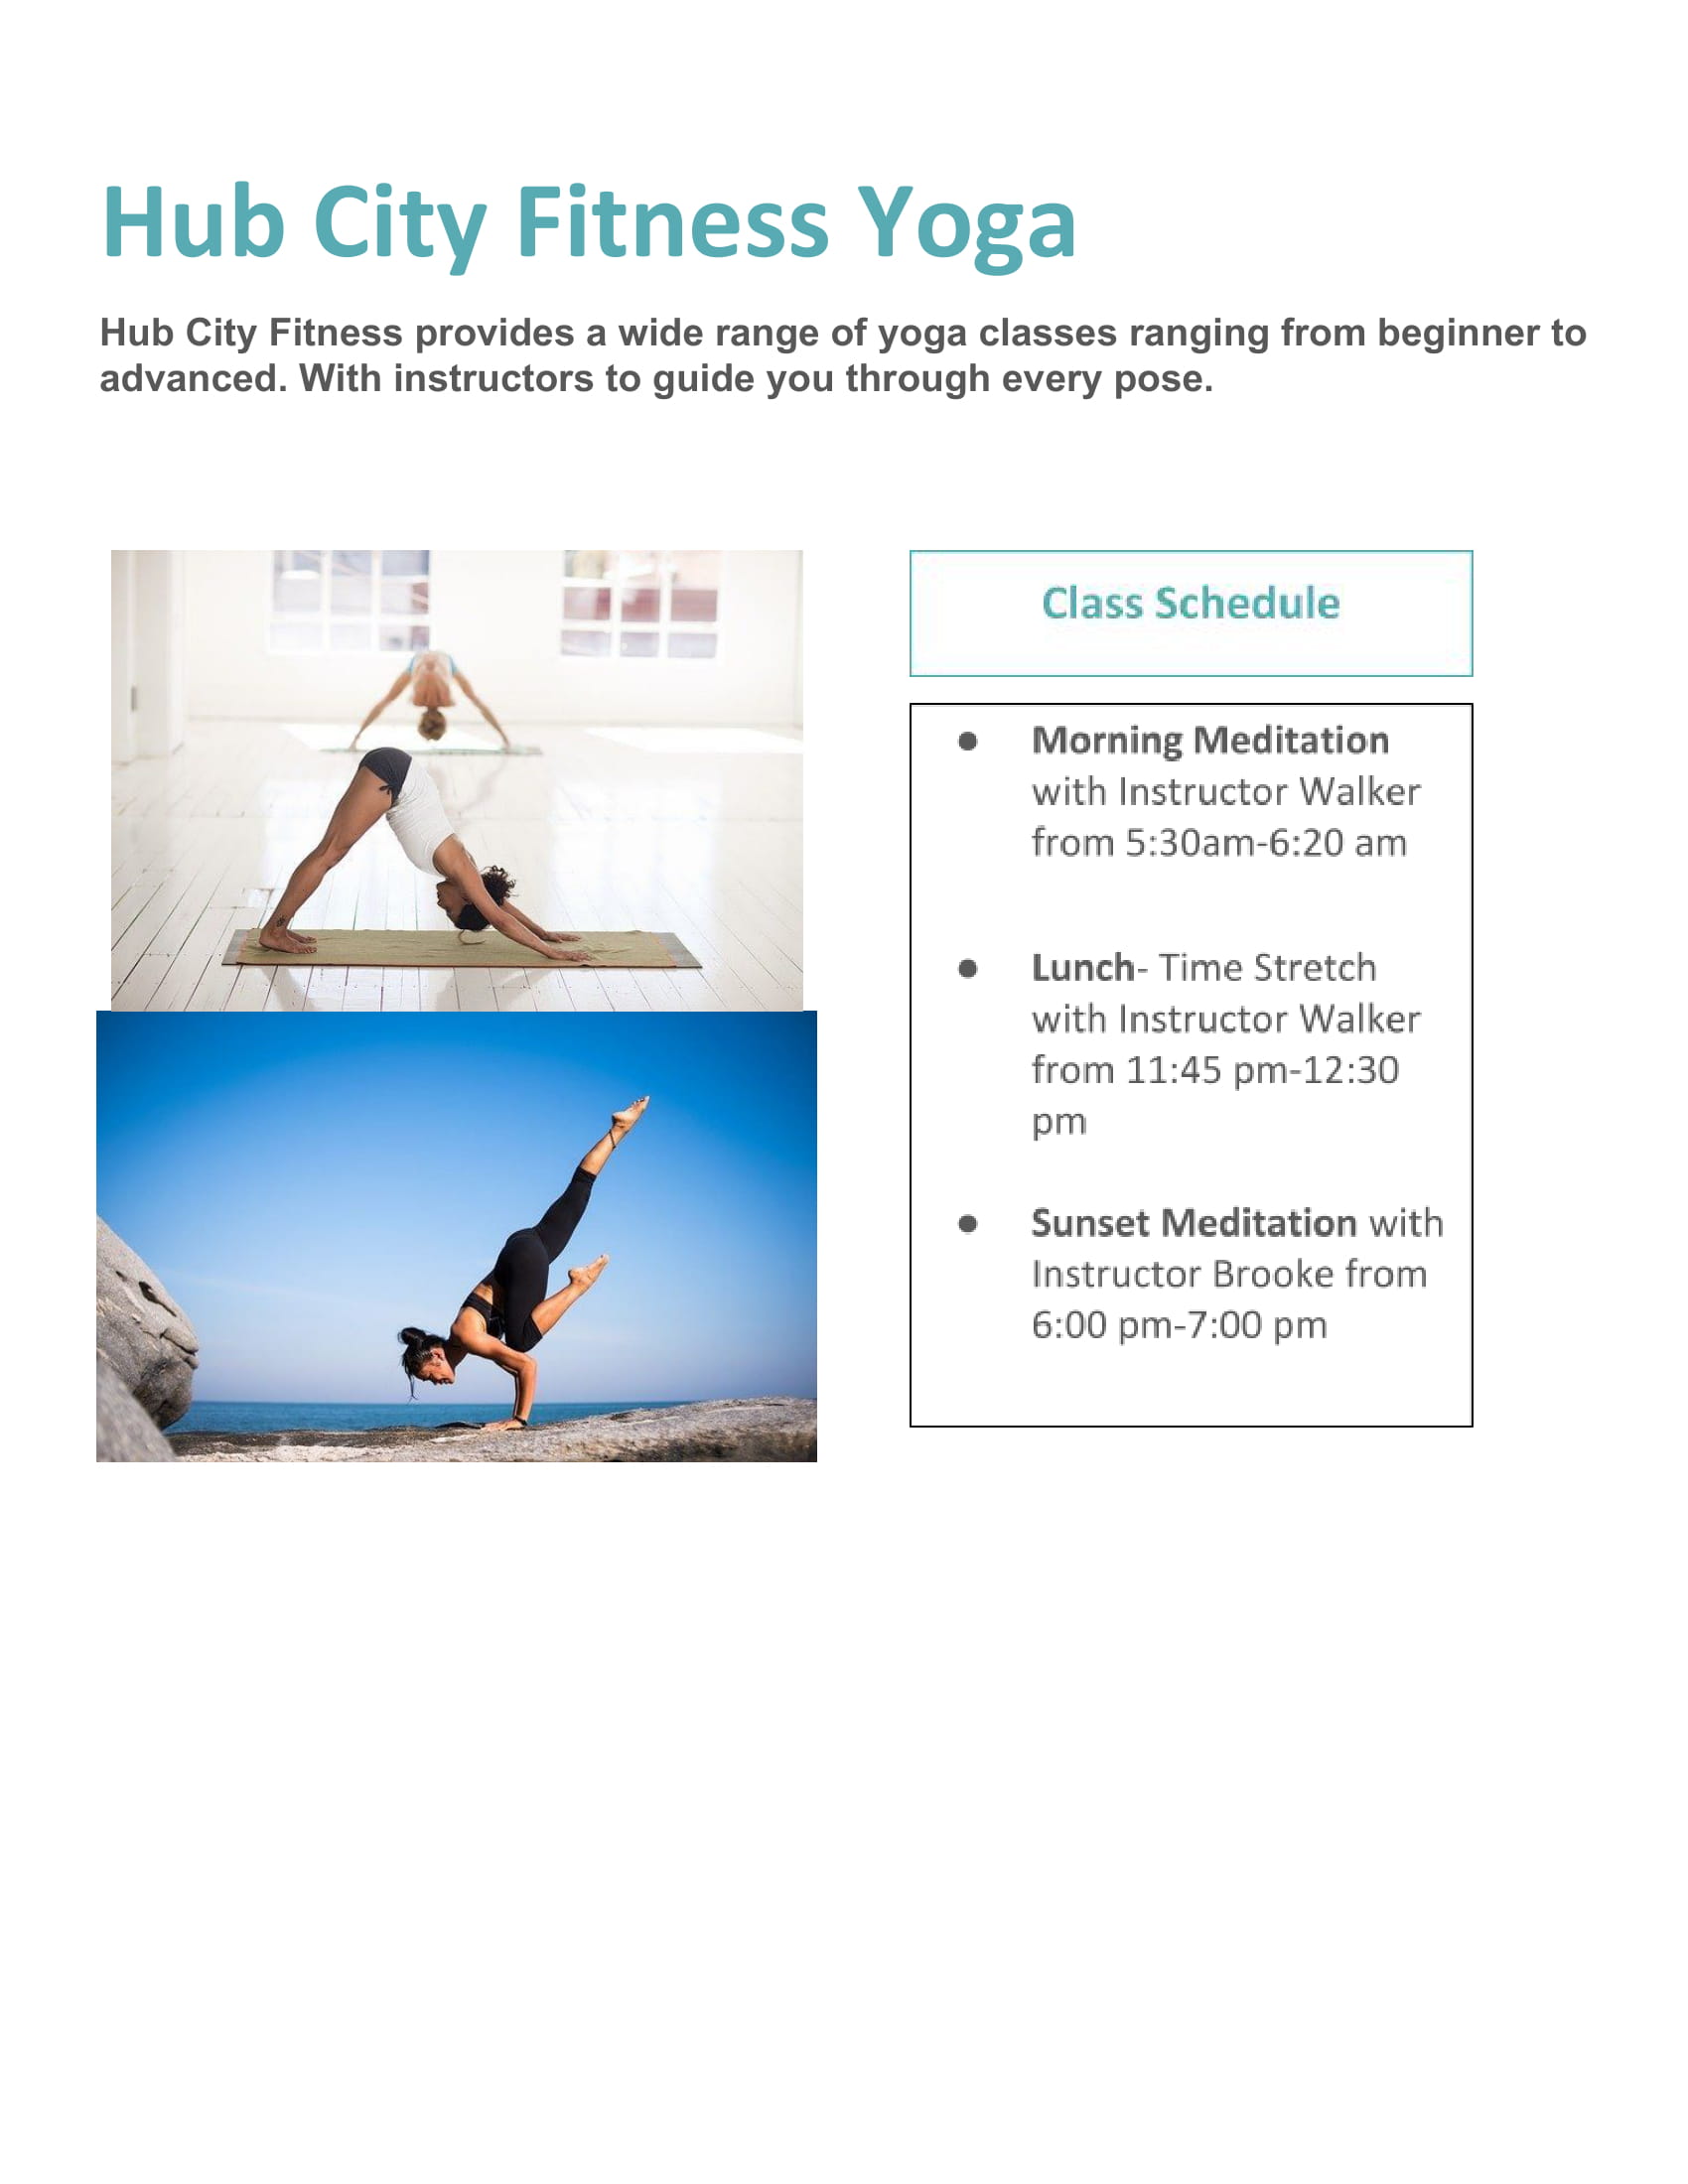 Hub City Fitness Yoga
Hub City Fitness provides a wide range of yoga classes ranging from beginner to
advanced. With instructors to guide you through every pose.
Class Schedule
● Morning Meditation
with Instructor Walker
from 5:30am-6:20 am
● Lunch- Time Stretch
with Instructor Walker
from 11:45 pm-12:30
pm
● Sunset Meditation with
Instructor Brooke from
6:00 pm-7:00 pm